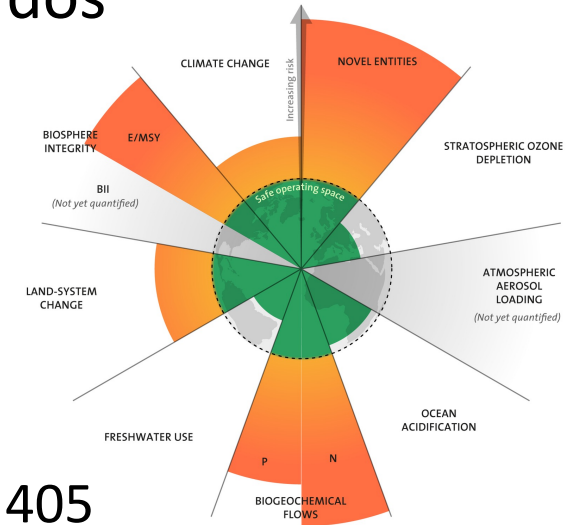 dos
CLIMATE CHANGE
Increasing risk
NOVEL ENTITIES
BIOSPHERE
INTEGRITY
E/MSY
STRATOSPHERIC OZONE
DEPLETION
BII
(Not yet quantified)
Safe operating space
LAND-SYSTEM
CHANGE
ATMOSPHERIC
AEROSOL
LOADING
(Not yet quantified)
FRESHWATER USE
OCEAN
ACIDIFICATION
P
N
BIOGEOCHEMICAL
FLOWS
405